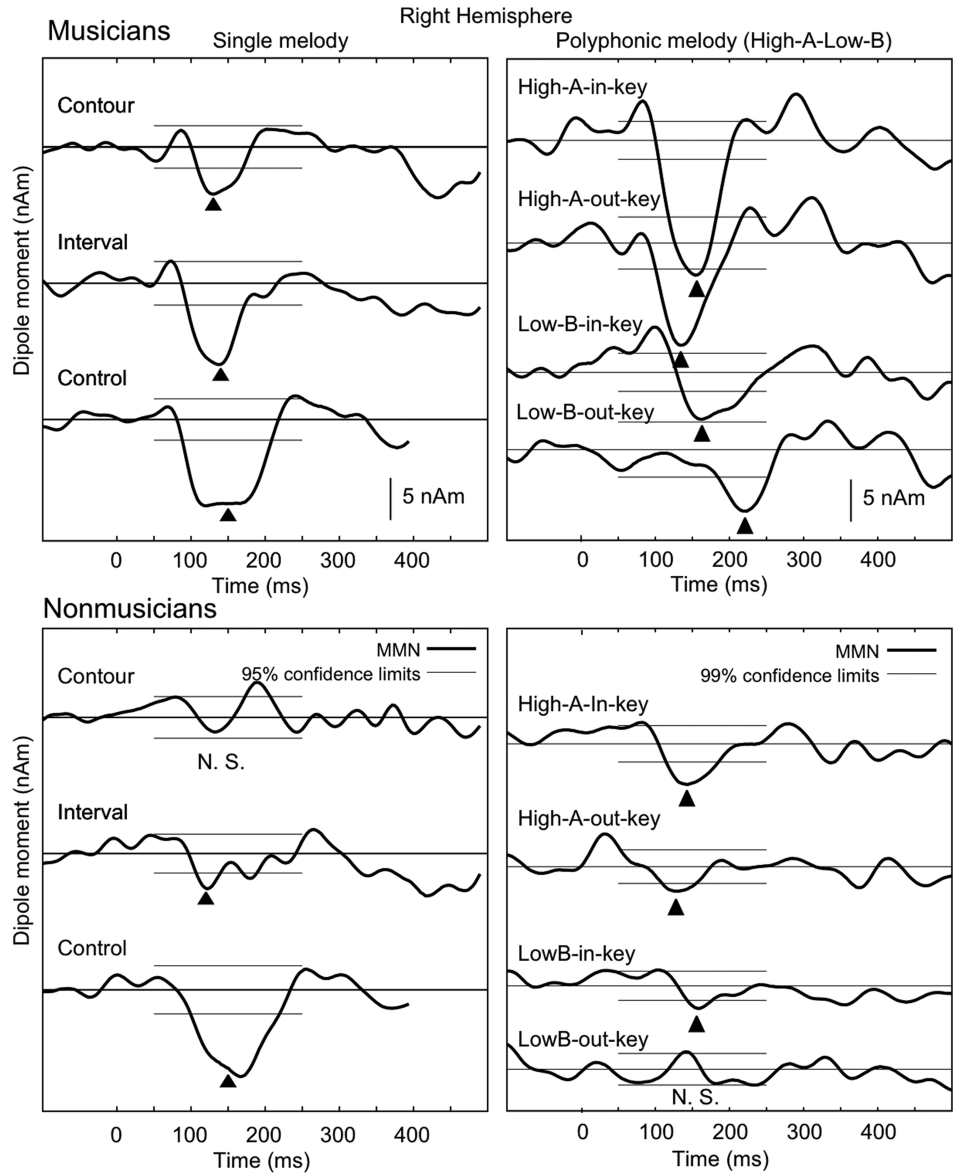 Right Hemisphere
Musicians
Single melody
Polyphonic melody (High-A-Low-B)
Dipole moment (nAm)
Contour
Interval
Control
5 nAm
0 100 200 300 400
Time (ms)
High-A-in-key
High-A-out-key
Low-B-in-key
Low-B-out-key
5 nAm
0 100 200 300 400
Time (ms)
Nonmusicians
Dipole moment (nAm)
MMN
95% confidence limits
Contour
N. S.
Interval
Control
0 100 200 300 400
Time (ms)
MMN
99% confidence limits
High-A-In-key
High-A-out-key
LowB-in-key
LowB-out-key
N. S.
0 100 200 300 400
Time (ms)